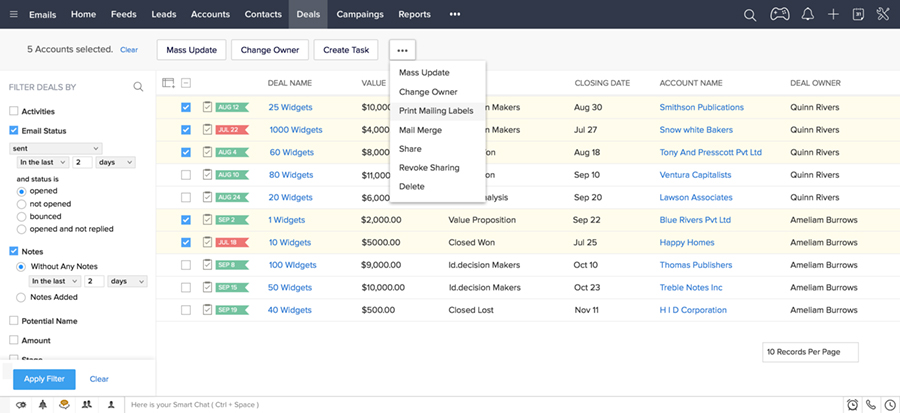 Emails Home Feeds Leads Accounts Contacts Deals Campaings Reports •••
31
5 Accounts selected. Clear Mass Update Change Owner Create Task •••
Mass Update
Change Owner
Print Mailing Labels
Mail Merge
Share
Revoke Sharing
Delete
FILTER DEALS BY
Activities
Email Status
sent
In the last 2 days
and status is
opened
not opened
bounced
opened and not replied
Notes
Without Any Notes
In the last 2 days
Notes Added
Potential Name
Amount
Apply Filter Clear
DEAL NAME VALUE CLOSING DATE ACCOUNT NAME DEAL OWNER
AUG 12 25 Widgets $10,000 Makers Aug 30 Smithson Publications Quinn Rivers
JUL 22 1000 Widgets $4,000 Jul 27 Snow white Bakers Quinn Rivers
AUG 4 60 Widgets $8,000 Aug 18 Tony And Presscott Pvt Ltd Quinn Rivers
AUG 10 80 Widgets $11,000 Sep 10 Ventura Capitalists Quinn Rivers
AUG 24 20 Widgets $6,000 Sep 10 Lawson Associates Quinn Rivers
SEP 2 1 Widgets $2,000.00 Value Proposition Sep 22 Blue Rivers Pvt Ltd Ameliam Burrows
JUL 18 10 Widgets $5000.00 Closed Won Jul 25 Happy Homes Ameliam Burrows
SEP 8 100 WIdgets $9,000.00 Id.decision Makers Oct 10 Thomas Publishers Ameliam Burrows
SEP 15 50 Widgets $10,000.00 Id.decision Makers Oct 23 Treble Notes Inc Ameliam Burrows
SEP 19 40 Widgets $500.00 Closed Lost Nov 11 H I D Corporation Ameliam Burrows
10 Records Per Page
Here is your Smart Chat ( Ctrl + Space )